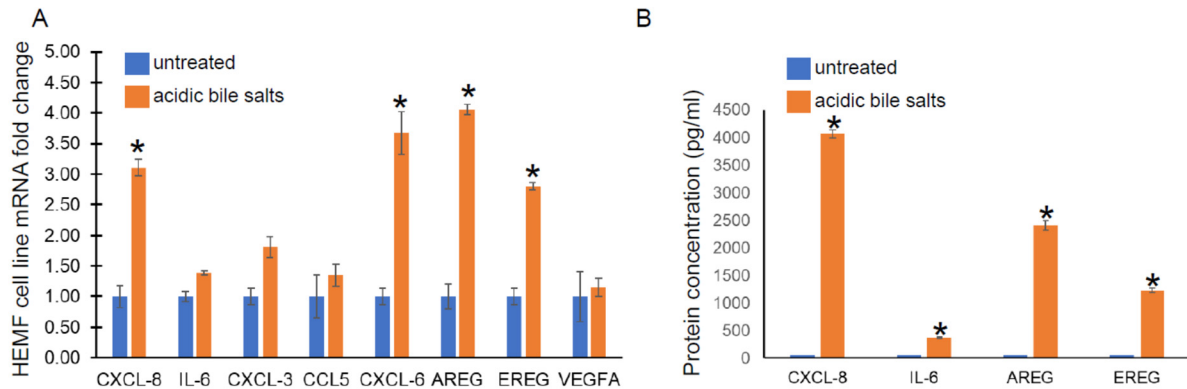 A
HEMF cell line mRNA fold change
5.00
4.50
4.00
3.50
3.00
2.50
2.00
1.50
1.00
0.50
0.00
untreated
acidic bile salts
*
*
*
*
CXCL-8 IL-6 CXCL-3 CCL5 CXCL-6 AREG EREG VEGFA
B
untreated
acidic bile salts
Protein concentration (pg/ml)
4500
4000
3500
3000
2500
2000
1500
1000
500
0
*
*
*
*
CXCL-8 IL-6 AREG EREG